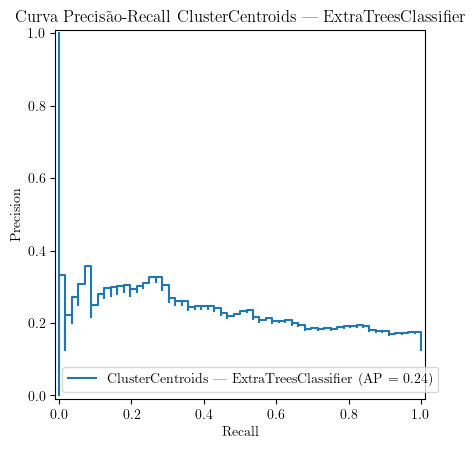 Curva Precisão-Recall ClusterCentroids — ExtraTreesClassifier
1.0
0.8
0.6
0.4
0.2
0.0
Precision
ClusterCentroids — ExtraTreesClassifier (AP = 0.24)
0.0 0.2 0.4 0.6 0.8 1.0
Recall